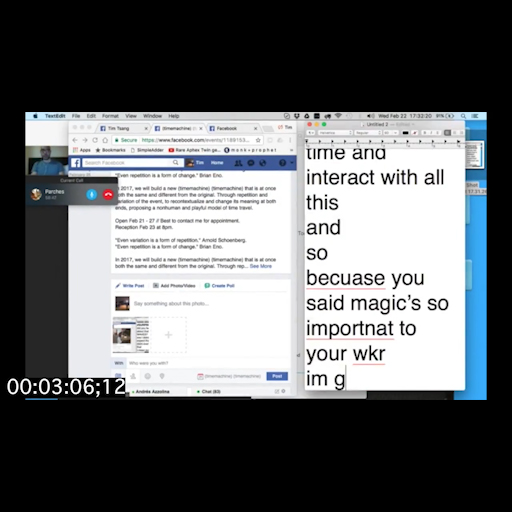 TextEdit File Edit Format View Window Help
Wed Feb 22 17:32:20 91%
Tim Tsang
Facebook
Tim
Secure https://www.facebook.com/events/1189153
Apps Bookmarks SimpleAdder Rare Aphex Twin ga... m o k k » p r o p h e t
Search Facebook
Tim Home
Current Call
Parches
"Even repetition is a form of change." Brian Eno.
In 2017, we will build a new (timemachine) that is at once
both the same and different from the original. Through repetition and
variation of the event, to recontextualize and change its meaning at both
ends, proposing a nonhuman and playful model of time travel.
Open Feb 21 - 27 // Best to contact me for appointment.
Reception Feb 23 at 8pm.
"Even variation is a form of repetition," Arnold Schoenberg.
"Even repetition is a form of change." Brian Eno.
In 2017, we will build a new (timemachine) that is at once
both the same and different from the original. Through rep... See More
Write Post Add Photo/Video Create Poll
Say something about this photo...
With Who were you with?
(timemachine) (timemachine) Post
Andrés Azzolina Chat (83)
Untitled 2
time and
interact with all
this
and
so
becuase you
said magic's so
importnat to
your wkr
im g
00:03:06;12